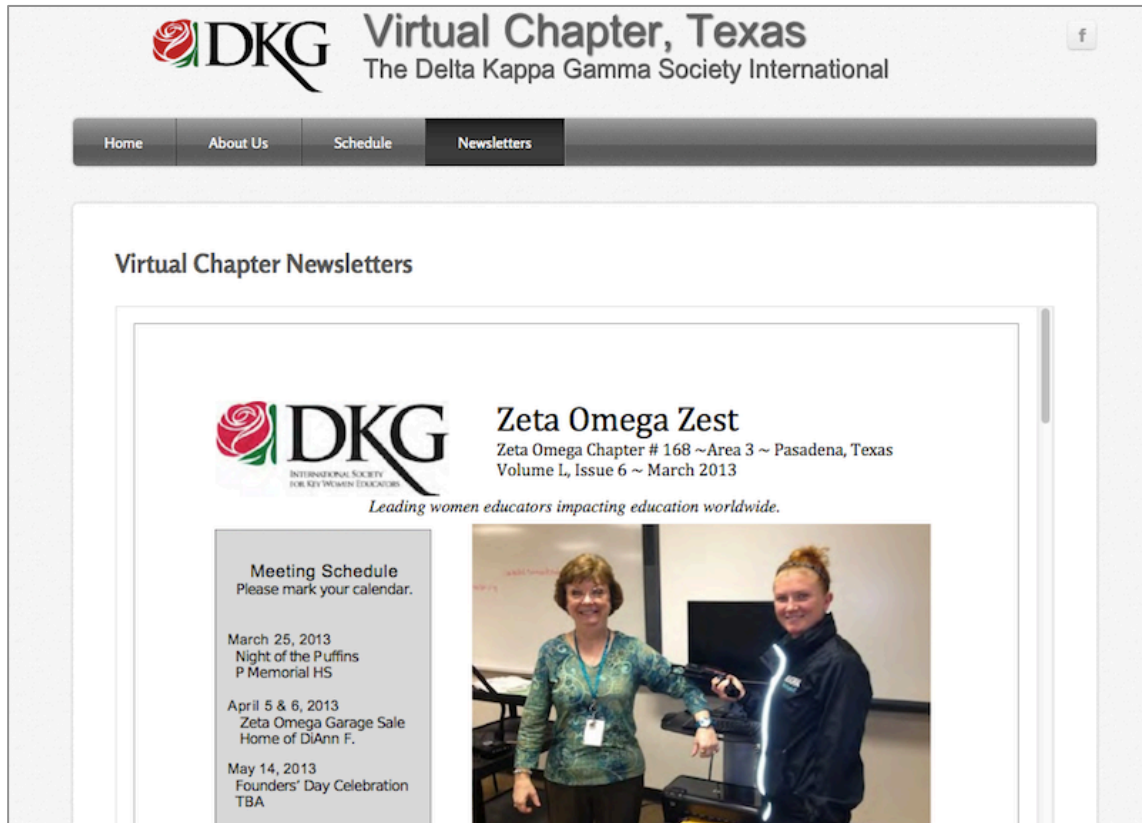 DKG
Virtual Chapter, Texas
The Delta Kappa Gamma Society International
f
Home
About Us
Schedule
Newsletters
Virtual Chapter Newsletters
DKG
INTERNATIONAL SOCIETY
FOR KEY WOMEN EDUCATORS
Zeta Omega Zest
Zeta Omega Chapter # 168 ~Area 3 ~ Pasadena, Texas
Volume L, Issue 6 ~ March 2013
Leading women educators impacting education worldwide.
Meeting Schedule
Please mark your calendar.
March 25, 2013
Night of the Puffins
P Memorial HS
April 5 & 6, 2013
Zeta Omega Garage Sale
Home of DiAnn F.
May 14, 2013
Founders' Day Celebration
TBA